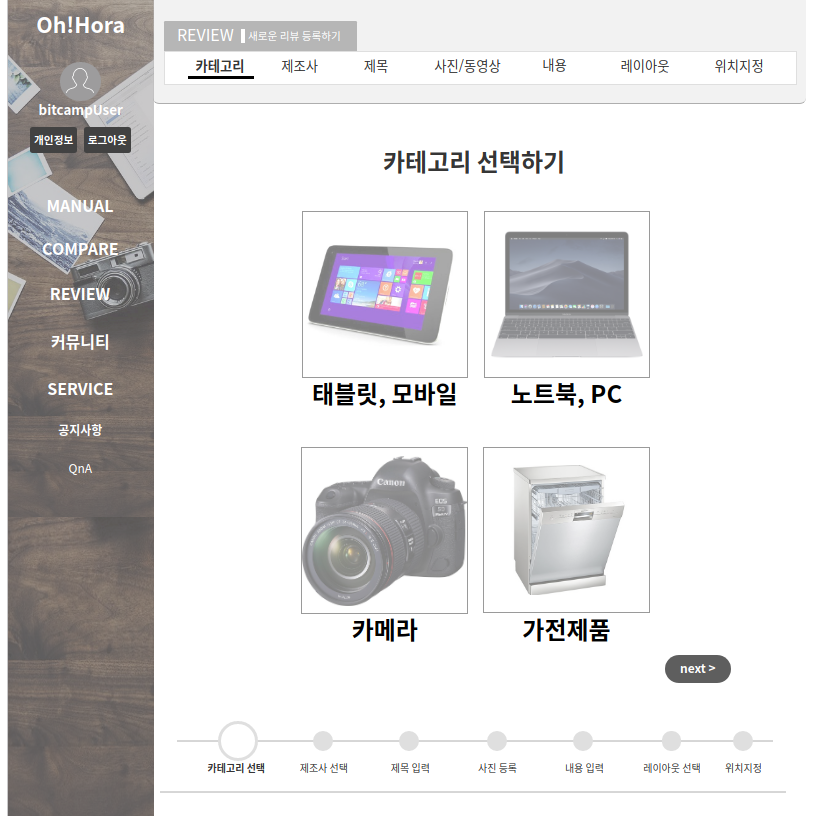 Oh!Hora
bitcampUser
개인정보 로그아웃
MANUAL
COMPARE
REVIEW
커뮤니티
SERVICE
공지사항
QnA
REVIEW 새로운 리뷰 등록하기
카테고리 제조사 제목 사진/동영상 내용 레이아웃 위치지정
카테고리 선택하기
태블릿, 모바일 노트북, PC
Canon
EOS
5D
카메라 가전제품
next >
카테고리 선택 제조사 선택 제목 입력 사진 등록 내용 입력 레이아웃 선택 위치지정